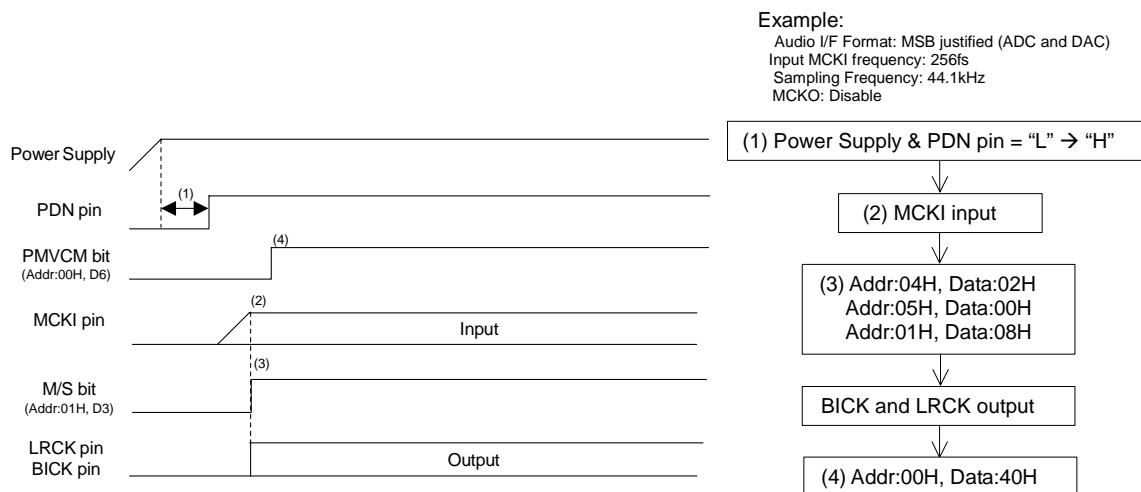 Example:
Audio I/F Format: MSB justified (ADC and DAC)
Input MCKI frequency: 256fs
Sampling Frequency: 44.1kHz
MCKO: Disable
Power Supply
(1)
PDN pin
PMVCM bit
(Addr:00H, D6)
(4)
MCKI pin
(2)
Input
M/S bit
(Addr:01H, D3)
(3)
LRCK pin
BICK pin
Output
(1) Power Supply & PDN pin = “L” → “H”
(2) MCKI input
(3) Addr:04H, Data:02H
Addr:05H, Data:00H
Addr:01H, Data:08H
BICK and LRCK output
(4) Addr:00H, Data:40H